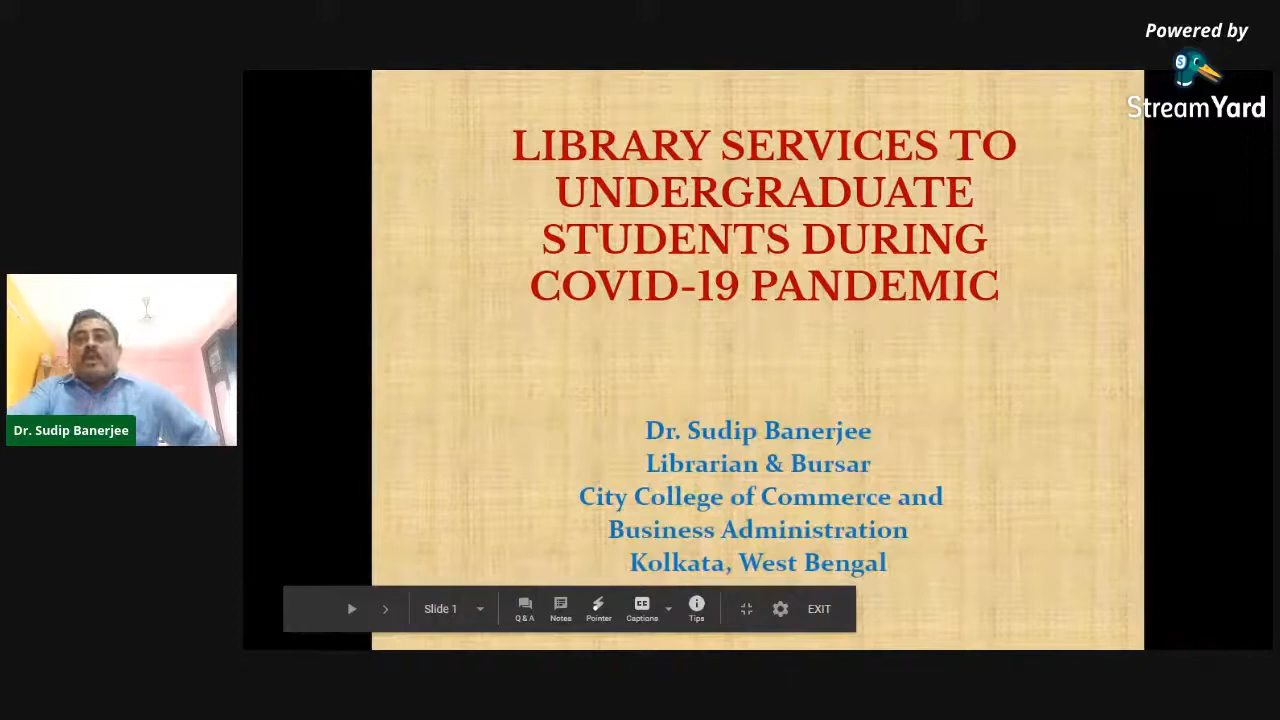 Powered by
StreamYard
LIBRARY SERVICES TO
UNDERGRADUATE
STUDENTS DURING
COVID-19 PANDEMIC
Dr. Sudip Banerjee
Dr. Sudip Banerjee
Librarian & Bursar
City College of Commerce and
Business Administration
Kolkata, West Bengal
Slide 1
Q & A
Notes
Pointer
CC
Captions
Tips
EXIT